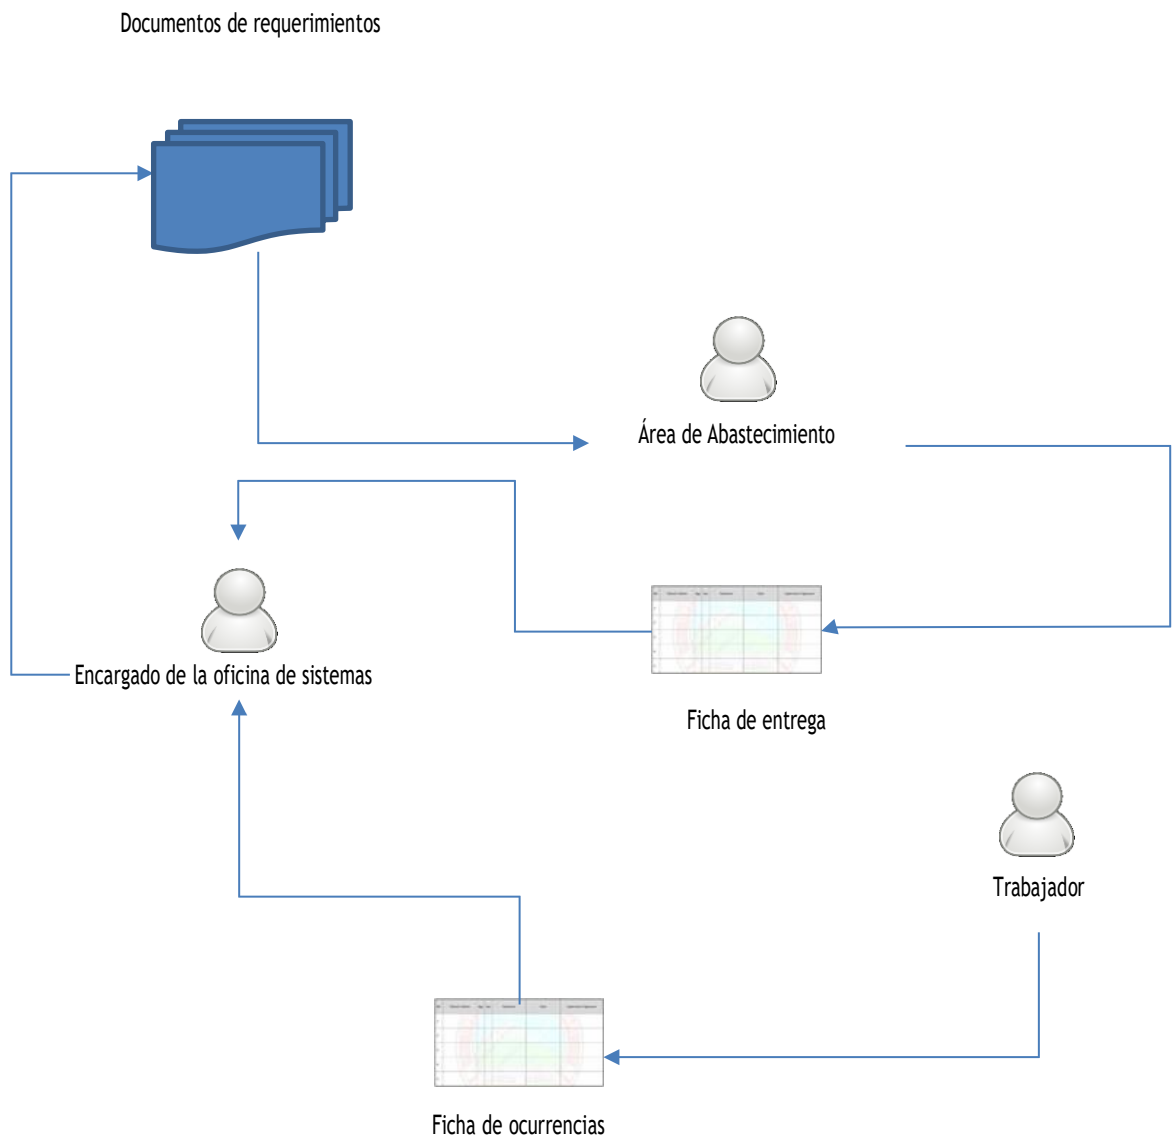 Documentos de requerimientos
Área de Abastecimiento
Encargado de la oficina de sistemas
Ficha de entrega
Trabajador
Ficha de ocurrencias